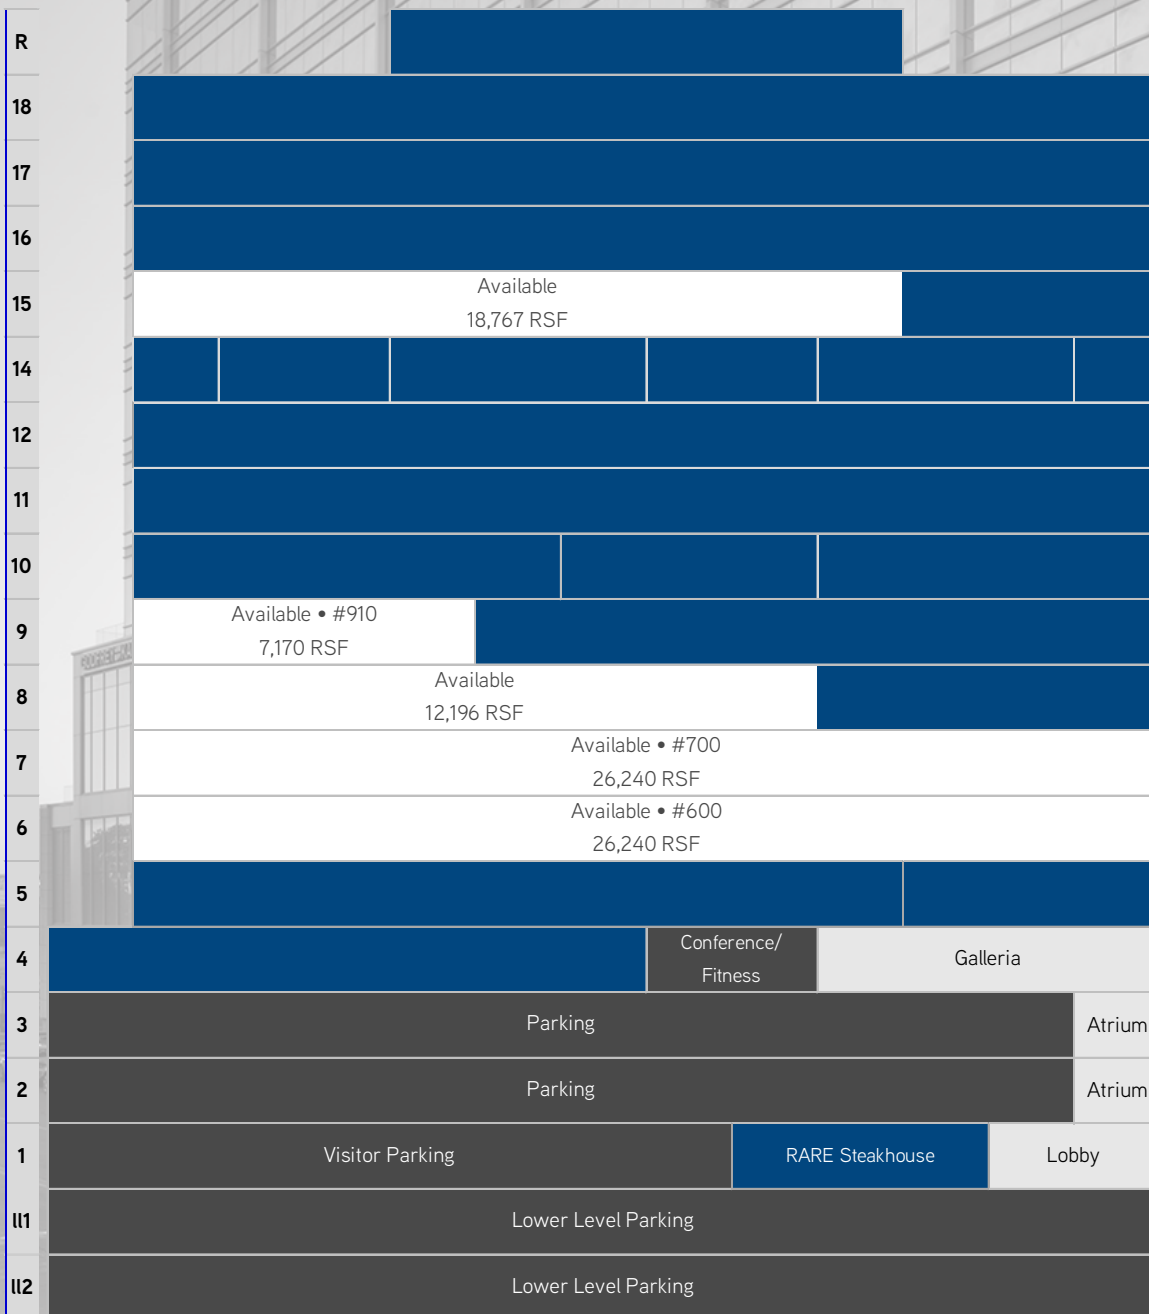 R
18
17
16
15
Available
18,767 RSF
14
12
11
10
9
Available • #910
7,170 RSF
8
Available
12,196 RSF
7
Available • #700
26,240 RSF
6
Available • #600
26,240 RSF
5
4
Conference/
Fitness
Galleria
3
Parking
Atrium
2
Parking
Atrium
1
Visitor Parking
RARE Steakhouse
Lobby
ll1
Lower Level Parking
ll2
Lower Level Parking